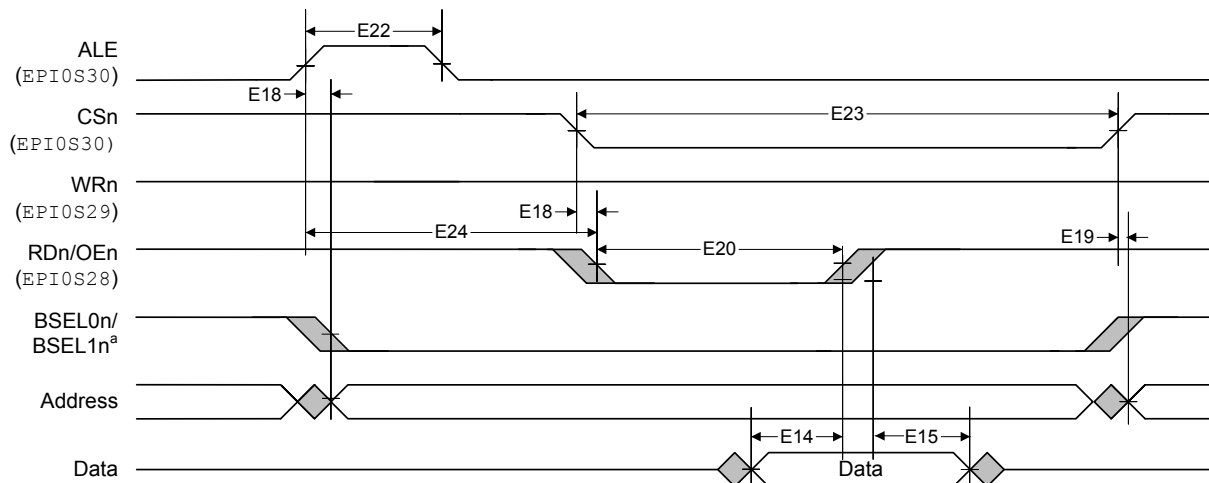 E22
ALE
(EPI0S30)
E18
CSn
E23
(EPI0S30)
WRn
(EPI0S29)
E18
E24
RDn/OEn
E20
E19
(EPI0S28)
BSEL0n/
BSEL1nª
Address
E14
E15
Data
Data